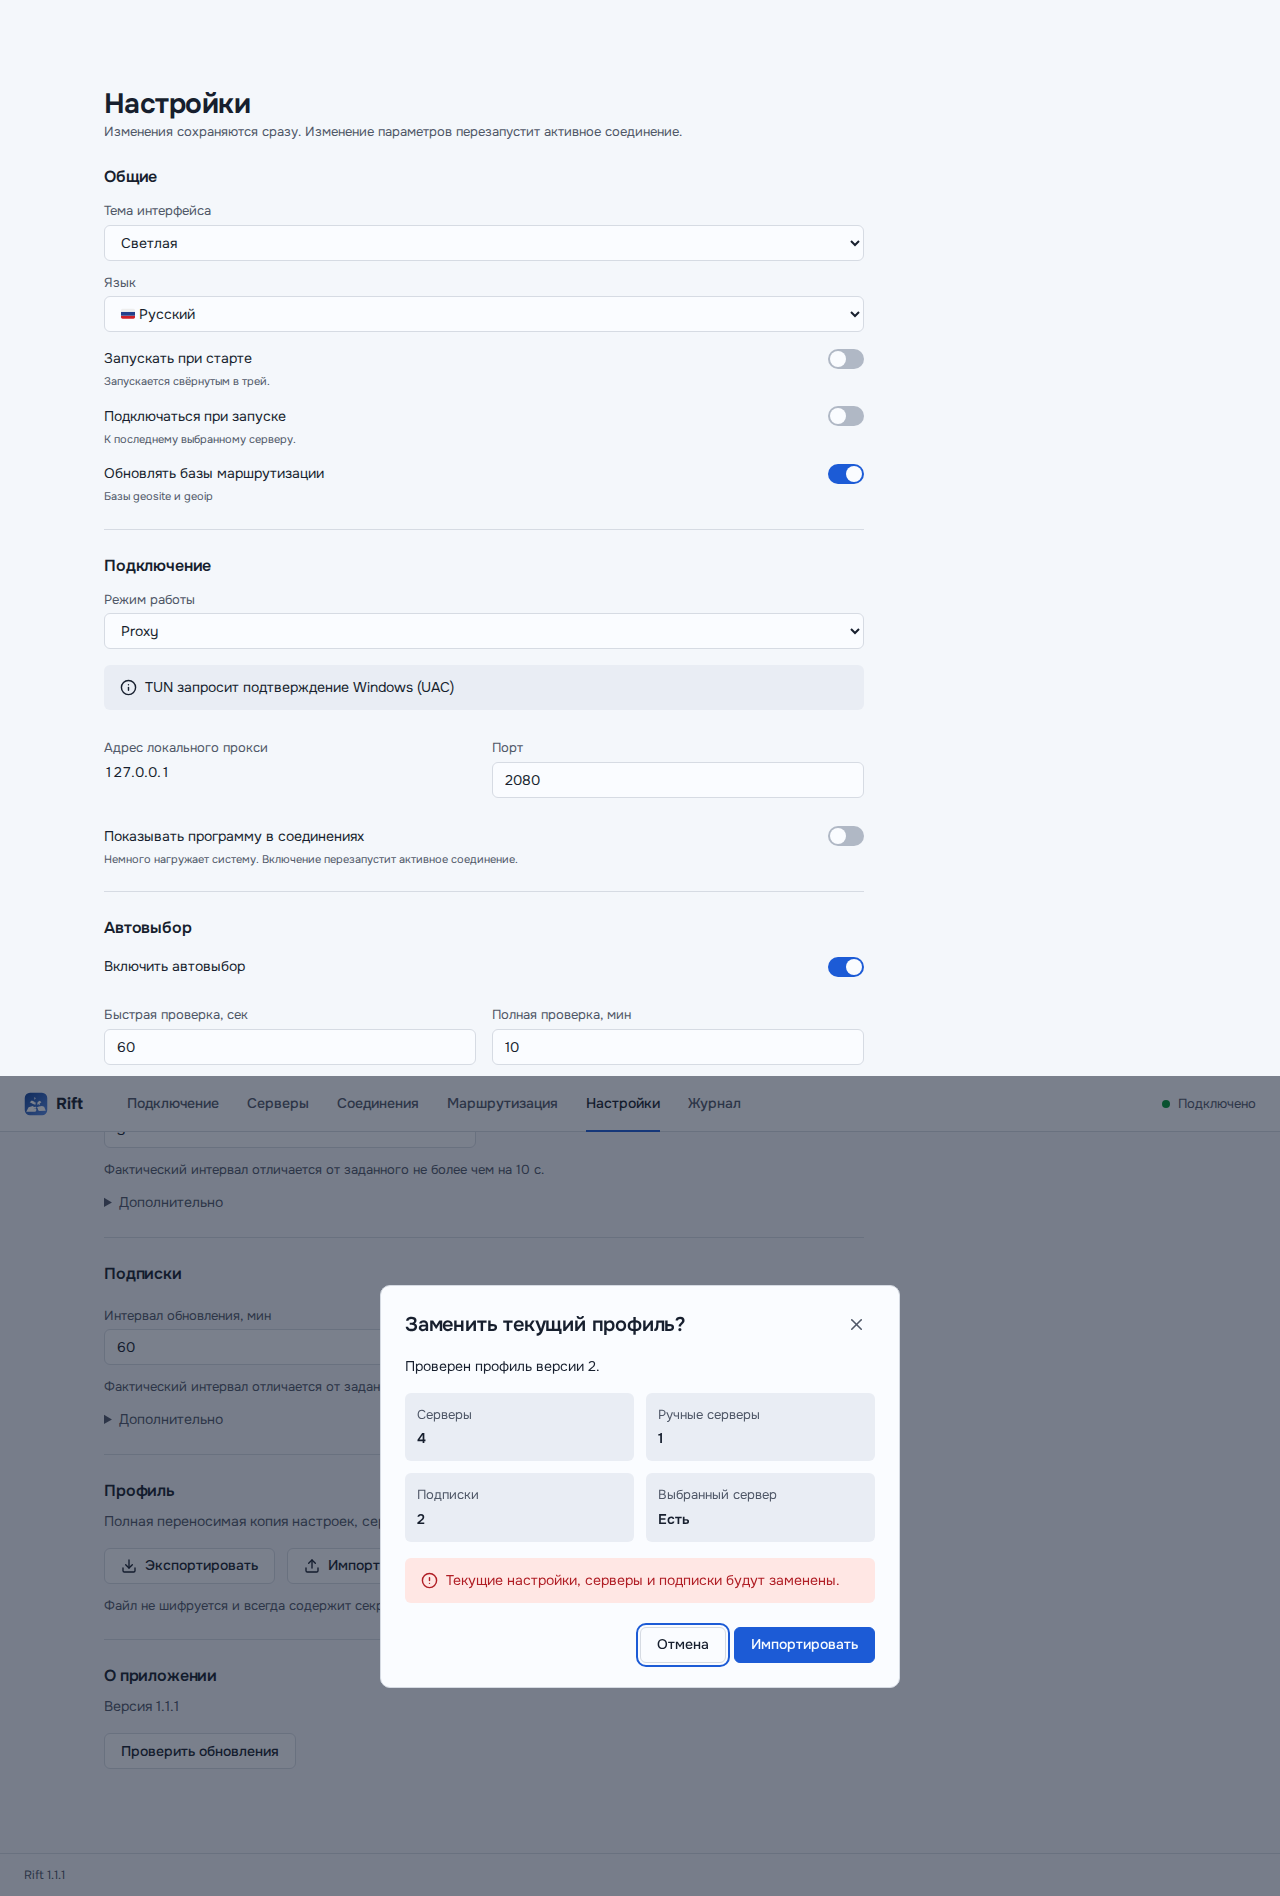 Настройки
Изменения сохраняются сразу. Изменение параметров перезапустит активное соединение.
Общие
Тема интерфейса
Светлая
Язык
Русский
Запускать при старте
Запускается свёрнутым в трей.
Подключаться при запуске
К последнему выбранному серверу.
Обновлять базы маршрутизации
Базы geosite и geoip
Подключение
Режим работы
Proxy
TUN запросит подтверждение Windows (UAC)
Адрес локального прокси
Порт
127.0.0.1
2080
Показывать программу в соединениях
Немного нагружает систему. Включение перезапустит активное соединение.
Автовыбор
Включить автовыбор
Быстрая проверка, сек
Полная проверка, мин
60
10
Rift
Подключение
Серверы
Соединения
Маршрутизация
Настройки
Журнал
Подключено
Фактический интервал отличается от заданного не более чем на 10 с.
Дополнительно
Подписки
Интервал обновления, мин
60
Фактический интервал отличается от
Дополнительно
Профиль
Полная переносимая копия настроек,
Экспортировать
Импорт
Файл не шифруется и всегда содержит
О приложении
Версия 1.1.1
Проверить обновления
Заменить текущий профиль?
Проверен профиль версии 2.
Серверы
4
Ручные серверы
1
Подписки
2
Выбранный сервер
Есть
Текущие настройки, серверы и подписки будут заменены.
Отмена
Импортировать
Rift 1.1.1